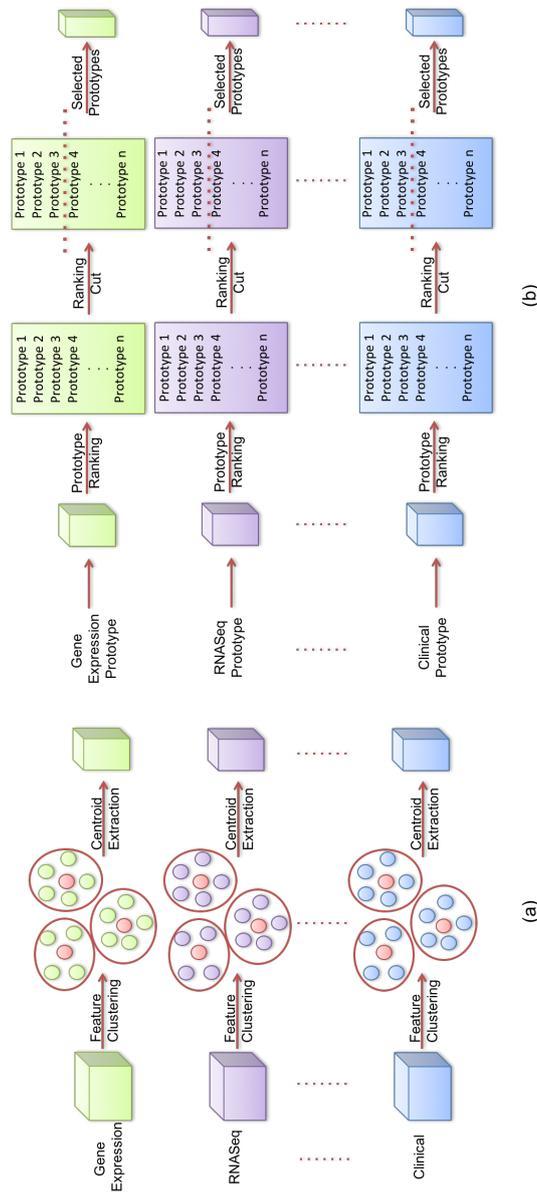 Gene
Expression
Feature
Clustering
Centroid
Extraction
RNASeq
Feature
Clustering
Centroid
Extraction
Clinical
Feature
Clustering
Centroid
Extraction
(a)
Gene
Expression
Prototype
Prototype
Ranking
Prototype 1
Prototype 2
Prototype 3
Prototype 4
. . .
Prototype n
Ranking
Cut
Prototype 1
Prototype 2
Prototype 3
Prototype 4
. . .
Prototype n
Selected
Prototypes
RNASeq
Prototype
Prototype
Ranking
Prototype 1
Prototype 2
Prototype 3
Prototype 4
. . .
Prototype n
Ranking
Cut
Prototype 1
Prototype 2
Prototype 3
Prototype 4
. . .
Prototype n
Selected
Prototypes
Clinical
Prototype
Prototype
Ranking
Prototype 1
Prototype 2
Prototype 3
Prototype 4
. . .
Prototype n
Ranking
Cut
Prototype 1
Prototype 2
Prototype 3
Prototype 4
. . .
Prototype n
Selected
Prototypes
(b)